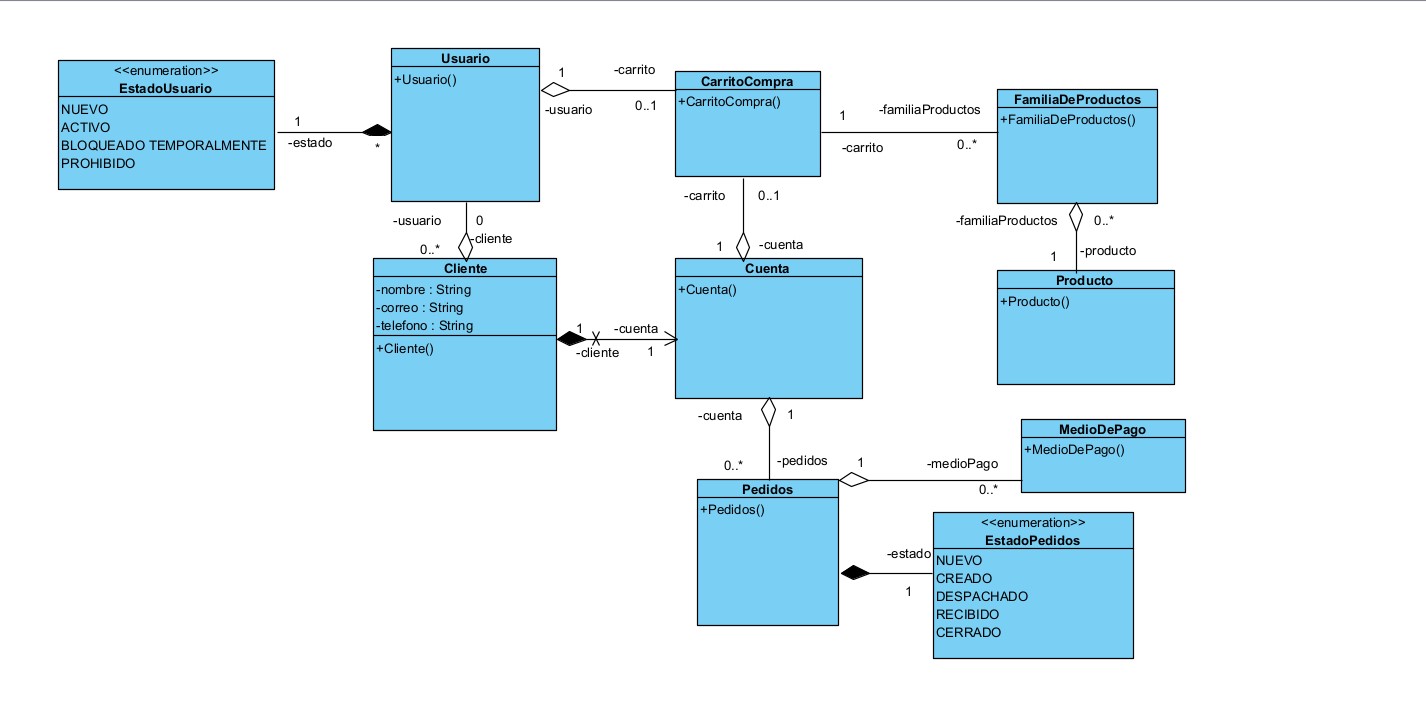 <<enumeration>>
EstadoUsuario
NUEVO
ACTIVO
BLOQUEADO TEMPORALMENTE
PROHIBIDO
1
-estado
*
Usuario
+Usuario()
1
-usuario
-carrito
0..1
CarritoCompra
+CarritoCompra()
1
-carrito
-familiaProductos
0..*
FamiliaDeProductos
+FamiliaDeProductos()
-usuario
0
0..*
-cliente
-carrito
0..1
1
-cuenta
-familiaProductos
0..*
1
-producto
Cliente
-nombre : String
-correo : String
-telefono : String
+Cliente()
1
-cliente
-cuenta
1
Cuenta
+Cuenta()
Producto
+Producto()
-cuenta
1
0..*
-pedidos
Pedidos
+Pedidos()
1
-medioPago
0..*
MedioDePago
+MedioDePago()
-estado
1
<<enumeration>>
EstadoPedidos
NUEVO
CREADO
DESPACHADO
RECIBIDO
CERRADO